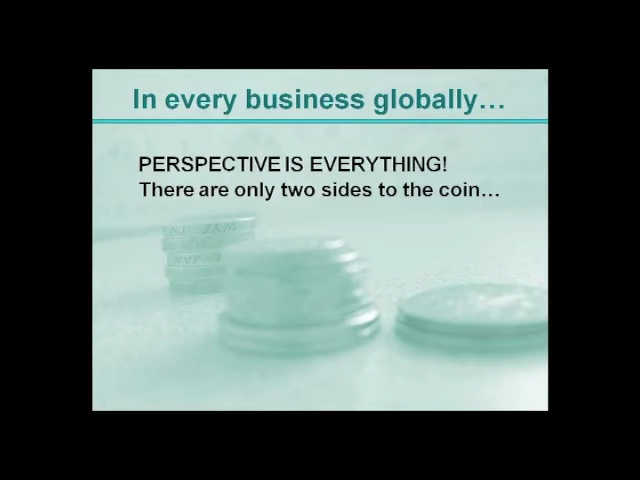 In every business globally…
PERSPECTIVE IS EVERYTHING!
There are only two sides to the coin…